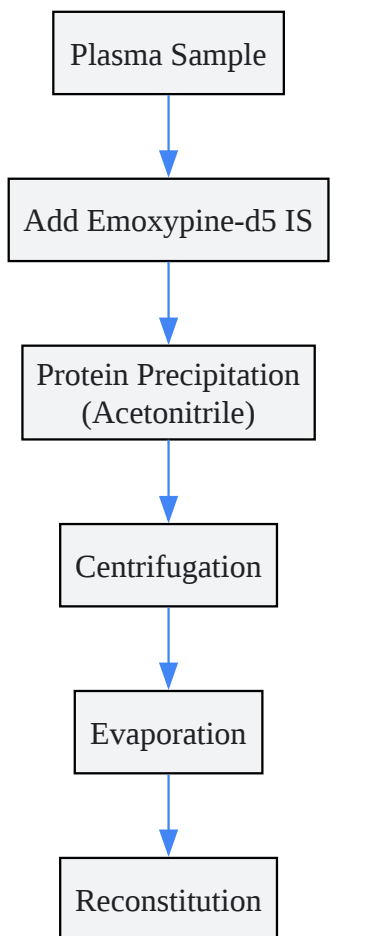 Plasma Sample
Add Emoxypine-d5 IS
Protein Precipitation
(Acetonitrile)
Centrifugation
Evaporation
Reconstitution